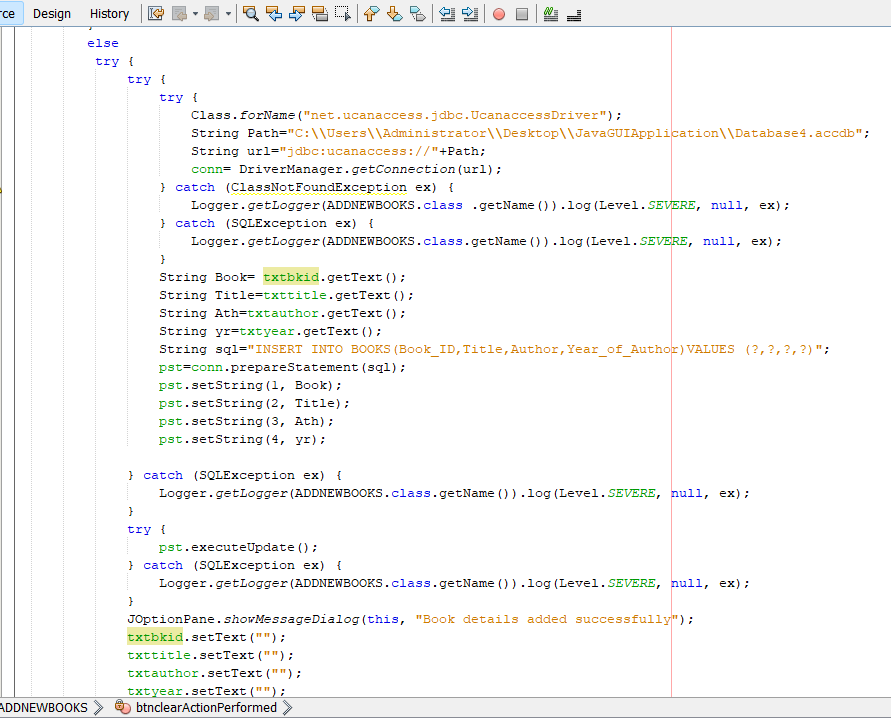 rce Design History
else
try {
try {
try {
Class.forName("net.ucanaccess.jdbc.UcanaccessDriver");
String Path="C:\\Users\\Administrator\\Desktop\\JavaGUIApplication\\Database4.accdb";
String url="jdbc:ucanaccess://"+Path;
conn= DriverManager.getConnection(url);
} catch (ClassNotFoundException ex) {
Logger.getLogger(ADDNEWBOOKS.class .getName()).log(Level.SEVERE, null, ex);
} catch (SQLException ex) {
Logger.getLogger(ADDNEWBOOKS.class.getName()).log(Level.SEVERE, null, ex);
}
String Book= txtbkid.getText();
String Title=txttitle.getText();
String Ath=txtauthor.getText();
String yr=txtyear.getText();
String sql="INSERT INTO BOOKS(Book_ID,Title,Author,Year_of_Author)VALUES (?,?,?,?)";
pst=conn.prepareStatement(sql);
pst.setString(1, Book);
pst.setString(2, Title);
pst.setString(3, Ath);
pst.setString(4, yr);
} catch (SQLException ex) {
Logger.getLogger(ADDNEWBOOKS.class.getName()).log(Level.SEVERE, null, ex);
}
try {
pst.executeUpdate();
} catch (SQLException ex) {
Logger.getLogger(ADDNEWBOOKS.class.getName()).log(Level.SEVERE, null, ex);
}
JOptionPane.showMessageDialog(this, "Book details added successfully");
txtbkid.setText("");
txttitle.setText("");
txtauthor.setText("");
txtyear.setText("");
ADDNEWBOOKS btnclearActionPerformed